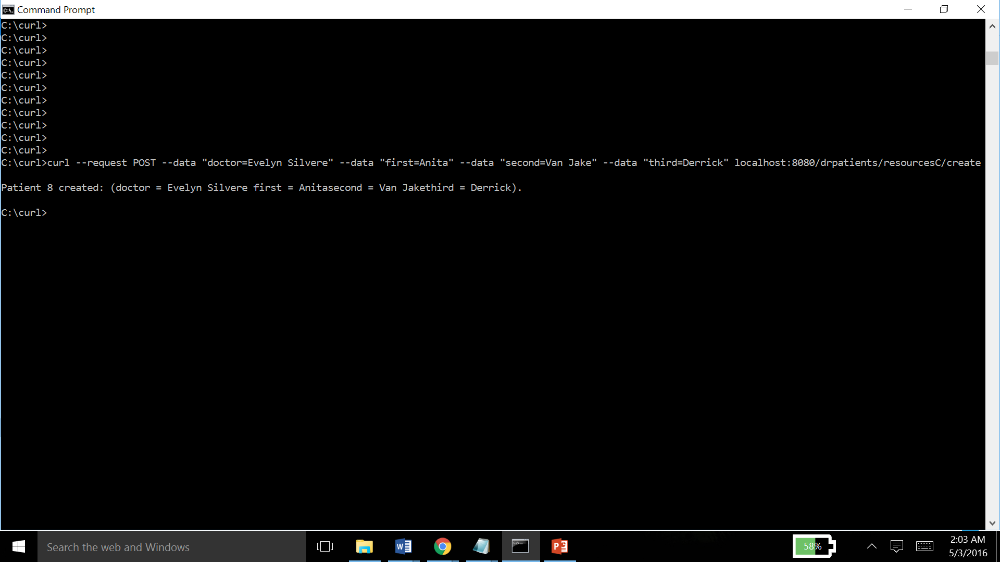 Command Prompt
C:\curl>
C:\curl>
C:\curl>
C:\curl>
C:\curl>
C:\curl>
C:\curl>
C:\curl>
C:\curl>
C:\curl>
C:\curl>
C:\curl>curl --request POST --data "doctor=Evelyn Silvere" --data "first=Anita" --data "second=Van Jake" --data "third=Derrick" localhost:8080/drpatients/resourcesC/create
Patient 8 created: (doctor = Evelyn Silvere first = Anitasecond = Van Jakethird = Derrick).
C:\curl>
Search the web and Windows
58%
2:03 AM
5/3/2016